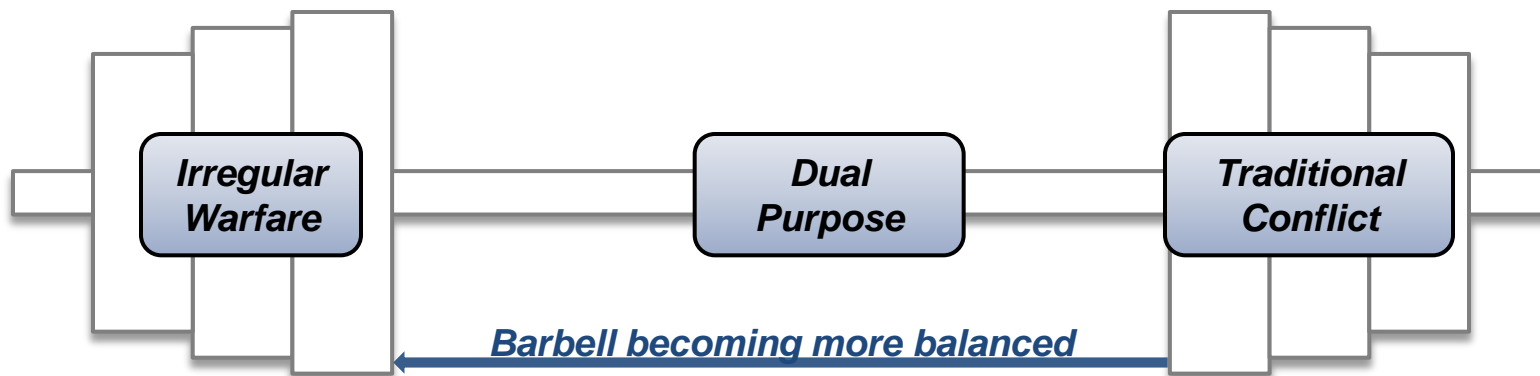 Irregular
Warfare
Dual
Purpose
Traditional
Conflict
Barbell becoming more balanced